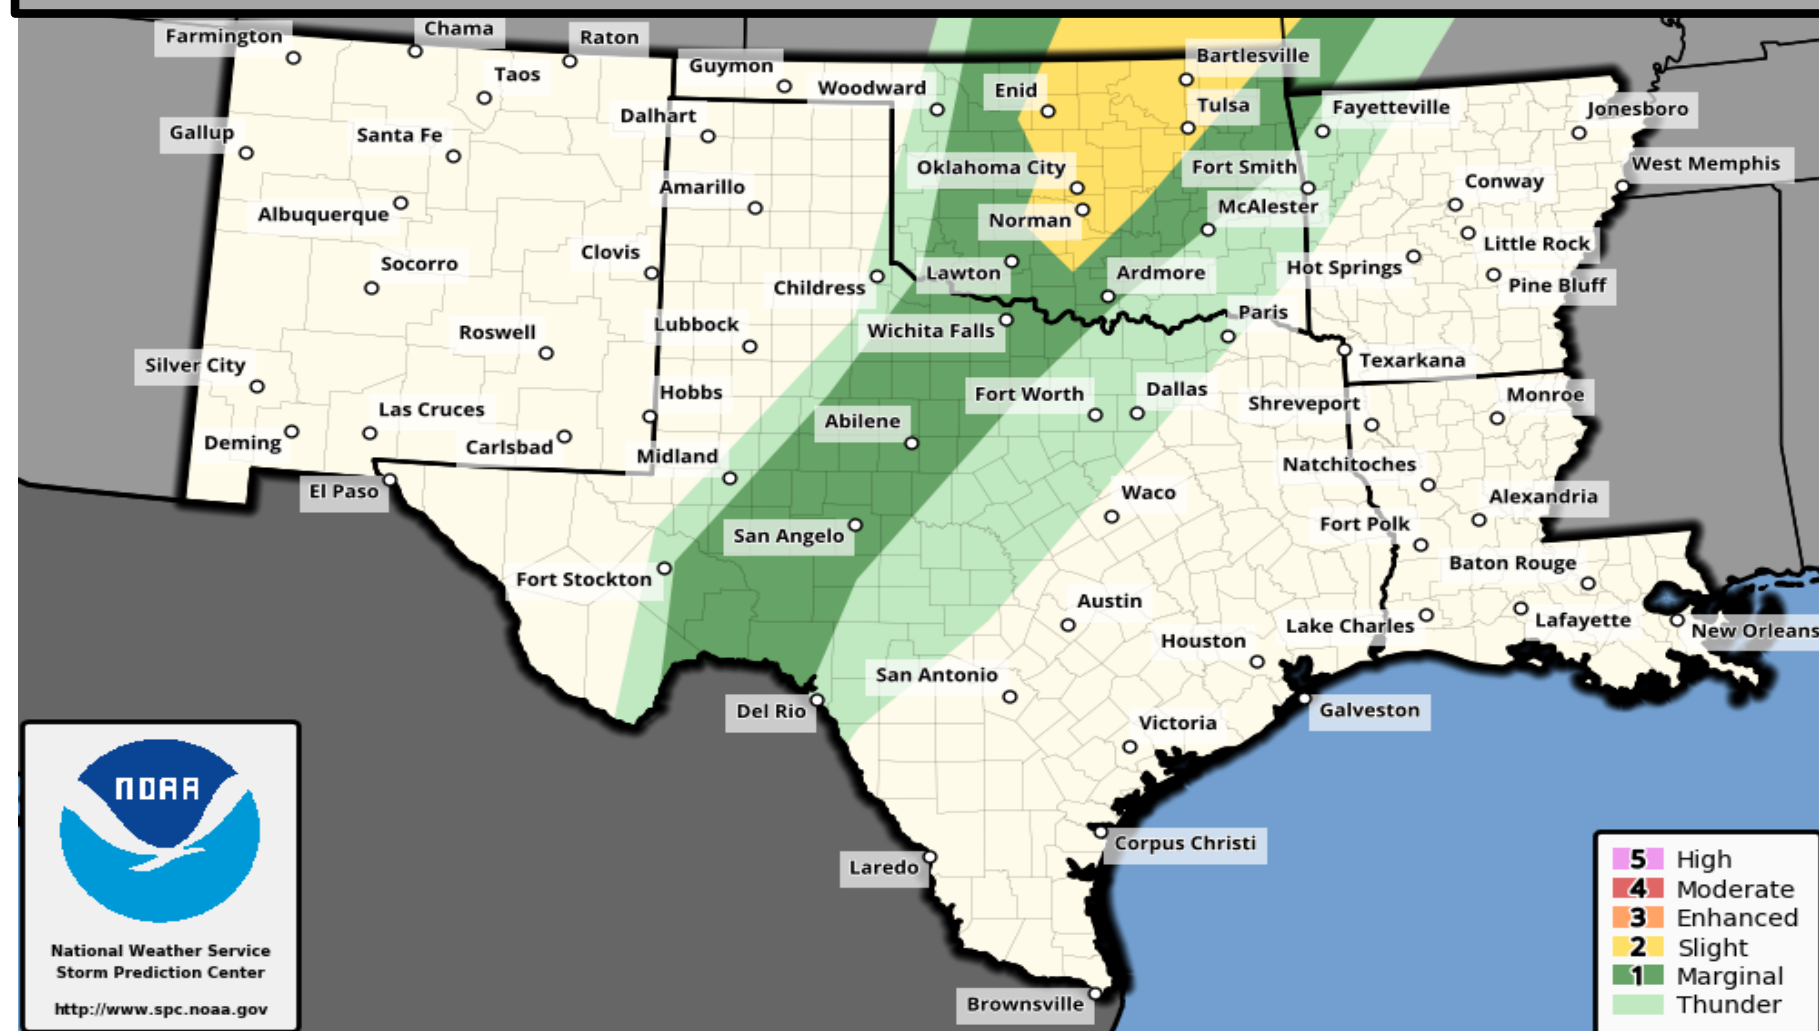 Farmington
Chama
Raton
Taos
Guymon
Woodward
Enid
Bartlesville
Tulsa
Fayetteville
Jonesboro
Gallup
Santa Fe
Dalhart
Oklahoma City
Fort Smith
Conway
West Memphis
Albuquerque
Amarillo
Norman
McAlester
Little Rock
Socorro
Clovis
Childress
Lawton
Ardmore
Hot Springs
Pine Bluff
Roswell
Lubbock
Wichita Falls
Paris
Texarkana
Silver City
Hobbs
Fort Worth
Dallas
Shreveport
Monroe
Las Cruces
Abilene
Deming
Carlsbad
Midland
Natchitoches
El Paso
Waco
Alexandria
San Angelo
Fort Polk
Fort Stockton
Baton Rouge
Austin
Houston
Lake Charles
Lafayette
New Orleans
San Antonio
Del Rio
Victoria
Galveston
Corpus Christi
Laredo
Brownsville
NOAA
National Weather Service
Storm Prediction Center
http://www.spc.noaa.gov
5 High
4 Moderate
3 Enhanced
2 Slight
1 Marginal
Thunder